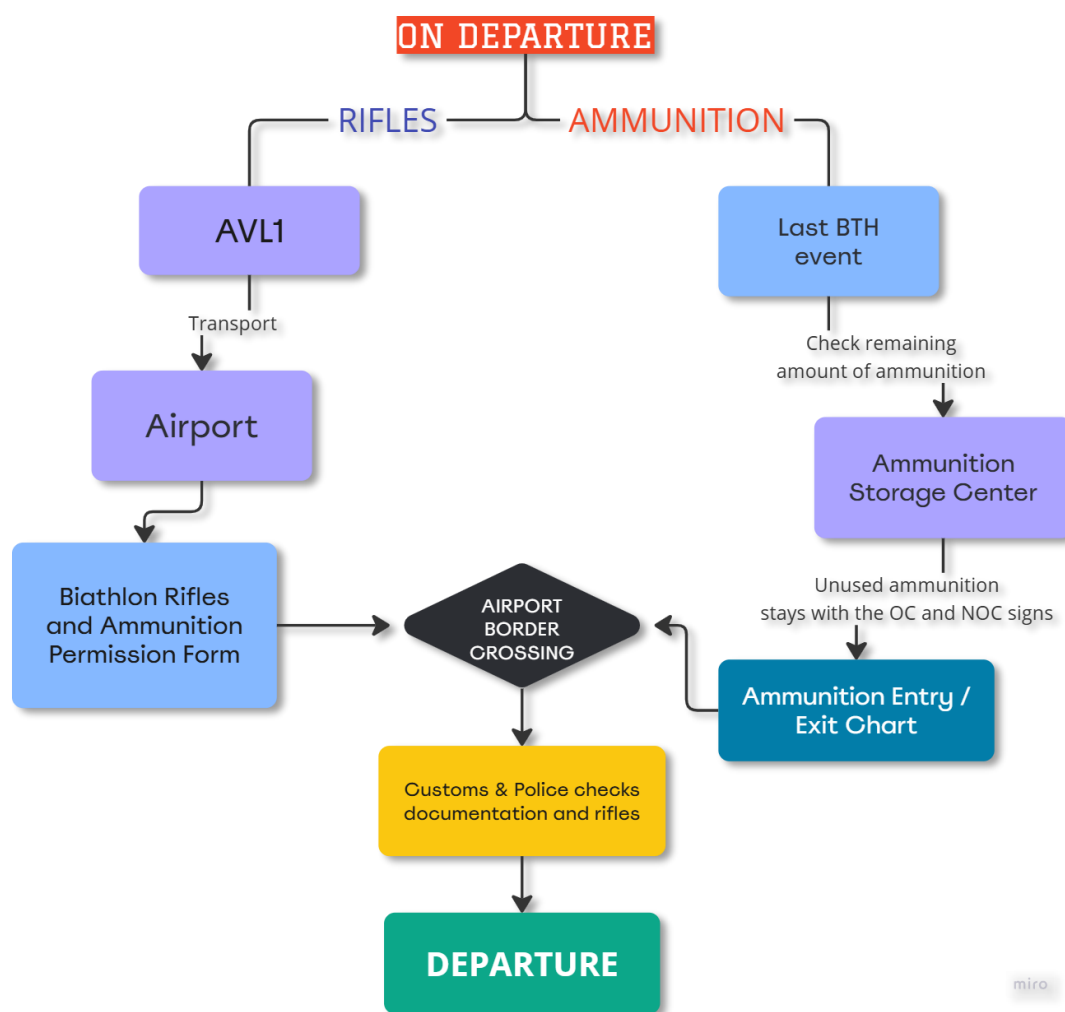 ON DEPARTURE
RIFLES
AMMUNITION
AVL1
Last BTH
event
Transport
Check remaining
amount of ammunition
Airport
Ammunition
Storage Center
Biathlon Rifles
and Ammunition
Permission Form
AIRPORT
BORDER
CROSSING
Unused ammunition
stays with the OC and NOC signs
Ammunition Entry /
Exit Chart
Customs & Police checks
documentation and rifles
DEPARTURE
miro